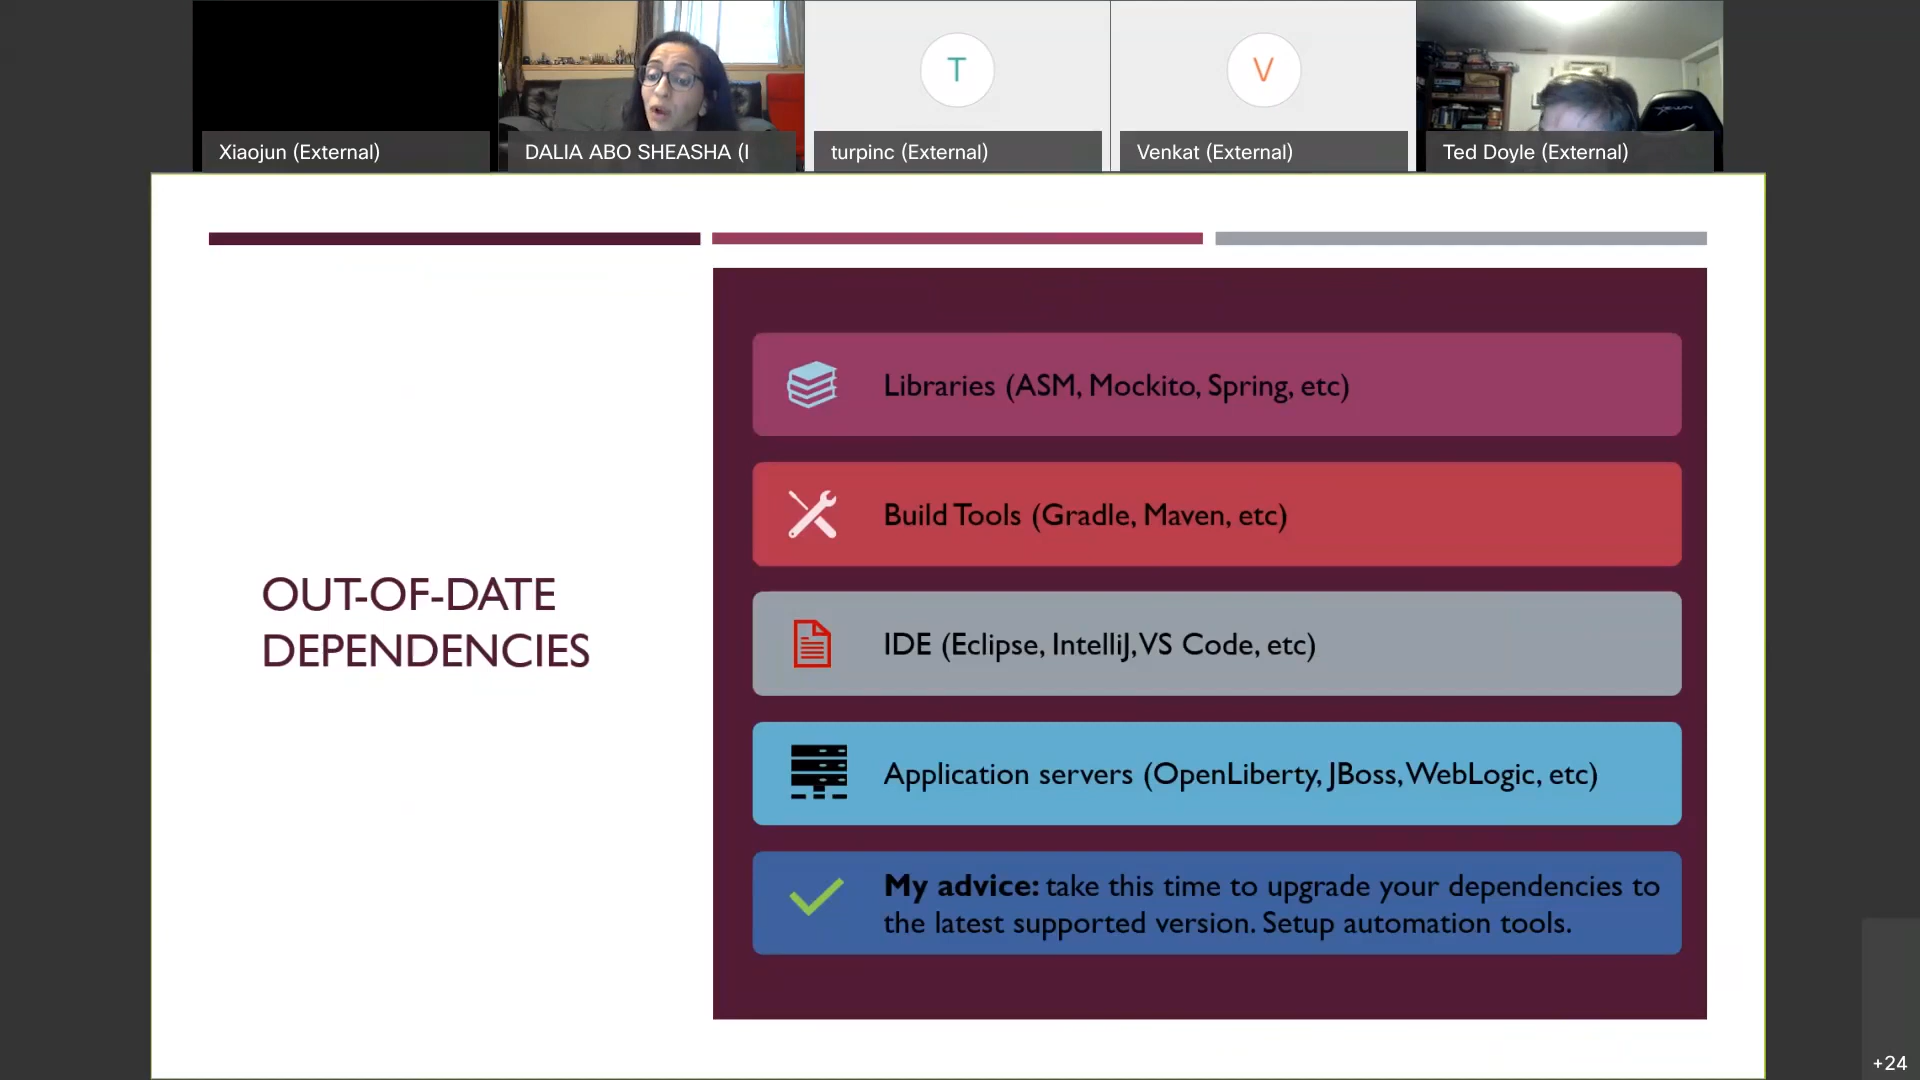 T
V
Xiaojun (External)
DALIA ABO SHEASHA (I
turpinc (External)
Venkat (External)
Ted Doyle (External)
OUT-OF-DATE
DEPENDENCIES
Libraries (ASM, Mockito, Spring, etc)
Build Tools (Gradle, Maven, etc)
IDE (Eclipse, IntelliJ, VS Code, etc)
Application servers (OpenLiberty, JBoss, WebLogic, etc)
My advice: take this time to upgrade your dependencies to
the latest supported version. Setup automation tools.
+24